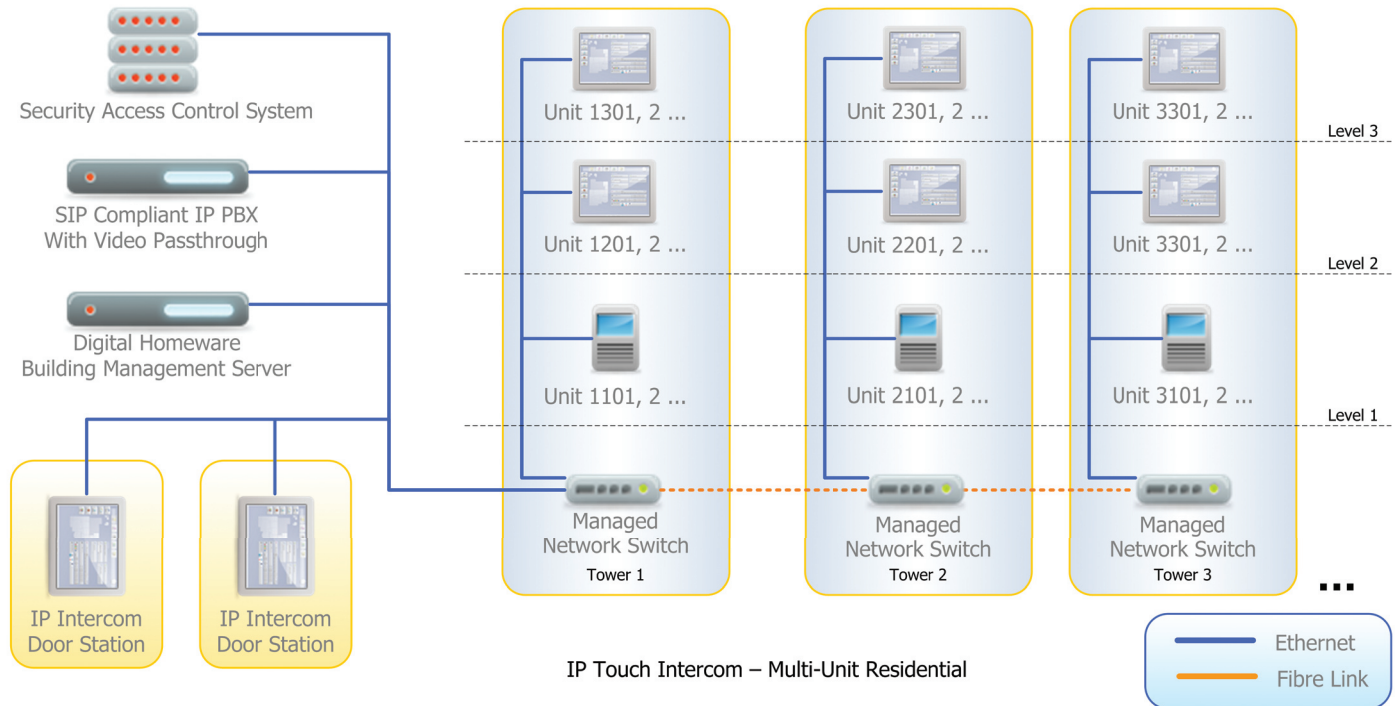 Security Access Control System
SIP Compliant IP PBX
With Video Passthrough
Digital Homeware
Building Management Server
IP Intercom
Door Station
IP Intercom
Door Station
Unit 1301, 2 ...
Unit 2301, 2 ...
Unit 3301, 2 ...
Level 3
Unit 1201, 2 ...
Unit 2201, 2 ...
Unit 3301, 2 ...
Level 2
Unit 1101, 2 ...
Unit 2101, 2 ...
Unit 3101, 2 ...
Level 1
Managed
Network Switch
Tower 1
Managed
Network Switch
Tower 2
Managed
Network Switch
Tower 3
...
Ethernet
Fibre Link
IP Touch Intercom – Multi-Unit Residential